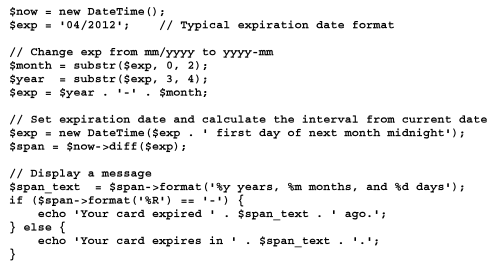 $now = new DateTime();
$exp = '04/2012';    // Typical expiration date format

// Change exp from mm/yyyy to yyyy-mm
$month = substr($exp, 0, 2);
$year  = substr($exp, 3, 4);
$exp = $year . '-' . $month;

// Set expiration date and calculate the interval from current date
$exp = new DateTime($exp . ' first day of next month midnight');
$span = $now->diff($exp);

// Display a message
$span_text  = $span->format('%y years, %m months, and %d days');
if ($span->format('%R') == '-') {
    echo 'Your card expired ' . $span_text . ' ago.';
} else {
    echo 'Your card expires in ' . $span_text . '.';
}